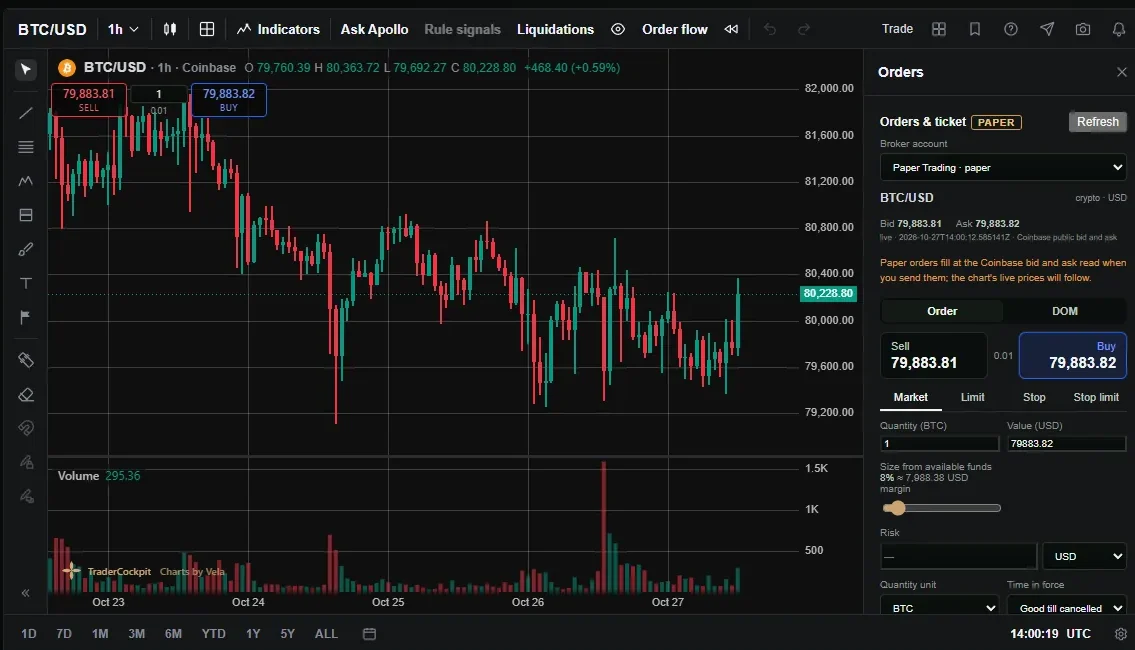 BTC/USD 1h Indicators Ask Apollo Rule signals Liquidations Order flow Trade
BTC/USD · 1h · Coinbase O 79,760.39 H 80,363.72 L 79,692.27 C 80,228.80 +468.40 (+0.59%)
79,883.81
SELL
1
0.01
79,883.82
BUY
82,000.00
81,600.00
81,200.00
80,800.00
80,400.00
80,228.80
80,000.00
79,600.00
79,200.00
Volume 295.36
1.5K
1K
500
TraderCockpit Charts by Vela
Oct 23 Oct 24 Oct 25 Oct 26 Oct 27
1D 7D 1M 3M 6M YTD 1Y 5Y ALL
14:00:19 UTC
Orders
Orders & ticket PAPER Refresh
Broker account
Paper Trading · paper
BTC/USD crypto · USD
Bid 79,883.81 Ask 79,883.82
live · 2026-10-27T14:00:12.585141Z · Coinbase public bid and ask
Paper orders fill at the Coinbase bid and ask read when
you send them; the chart's live prices will follow.
Order DOM
Sell
79,883.81
0.01
Buy
79,883.82
Market Limit Stop Stop limit
Quantity (BTC) Value (USD)
1 79883.82
Size from available funds
8% ≈ 7,988.38 USD
margin
Risk
— USD
Quantity unit Time in force
BTC Good till cancelled